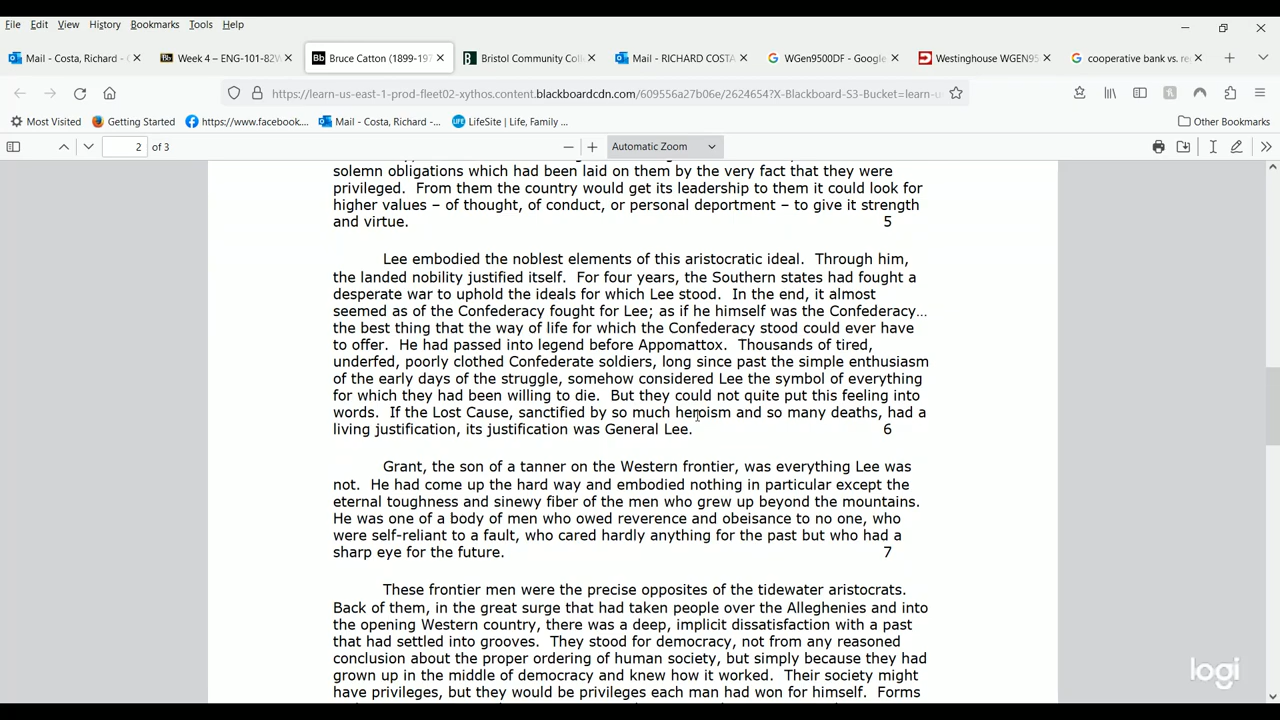 File Edit View History Bookmarks Tools Help
Mail - Costa, Richard - Week 4 – ENG-101-82 Bruce Catton (1899-197 Bristol Community Col Mail - RICHARD COSTA WGen9500DF - Google Westinghouse WGEN95 cooperative bank vs. re
https://learn-us-east-1-prod-fleet02-xythos.content.blackboardcdn.com/609556a27b06e/2624654?X-Blackboard-S3-Bucket=learn-u
Most Visited Getting Started https://www.facebook... Mail - Costa, Richard -... LifeSite | Life, Family ... Other Bookmarks
2 of 3 Automatic Zoom
solemn obligations which had been laid on them by the very fact that they were
privileged. From them the country would get its leadership to them it could look for
higher values – of thought, of conduct, or personal deportment – to give it strength
and virtue. 5
Lee embodied the noblest elements of this aristocratic ideal. Through him,
the landed nobility justified itself. For four years, the Southern states had fought a
desperate war to uphold the ideals for which Lee stood. In the end, it almost
seemed as of the Confederacy fought for Lee; as if he himself was the Confederacy...
the best thing that the way of life for which the Confederacy stood could ever have
to offer. He had passed into legend before Appomattox. Thousands of tired,
underfed, poorly clothed Confederate soldiers, long since past the simple enthusiasm
of the early days of the struggle, somehow considered Lee the symbol of everything
for which they had been willing to die. But they could not quite put this feeling into
words. If the Lost Cause, sanctified by so much heroism and so many deaths, had a
living justification, its justification was General Lee. 6
Grant, the son of a tanner on the Western frontier, was everything Lee was
not. He had come up the hard way and embodied nothing in particular except the
eternal toughness and sinewy fiber of the men who grew up beyond the mountains.
He was one of a body of men who owed reverence and obeisance to no one, who
were self-reliant to a fault, who cared hardly anything for the past but who had a
sharp eye for the future. 7
These frontier men were the precise opposites of the tidewater aristocrats.
Back of them, in the great surge that had taken people over the Alleghenies and into
the opening Western country, there was a deep, implicit dissatisfaction with a past
that had settled into grooves. They stood for democracy, not from any reasoned
conclusion about the proper ordering of human society, but simply because they had
grown up in the middle of democracy and knew how it worked. Their society might
have privileges, but they would be privileges each man had won for himself. Forms
logi